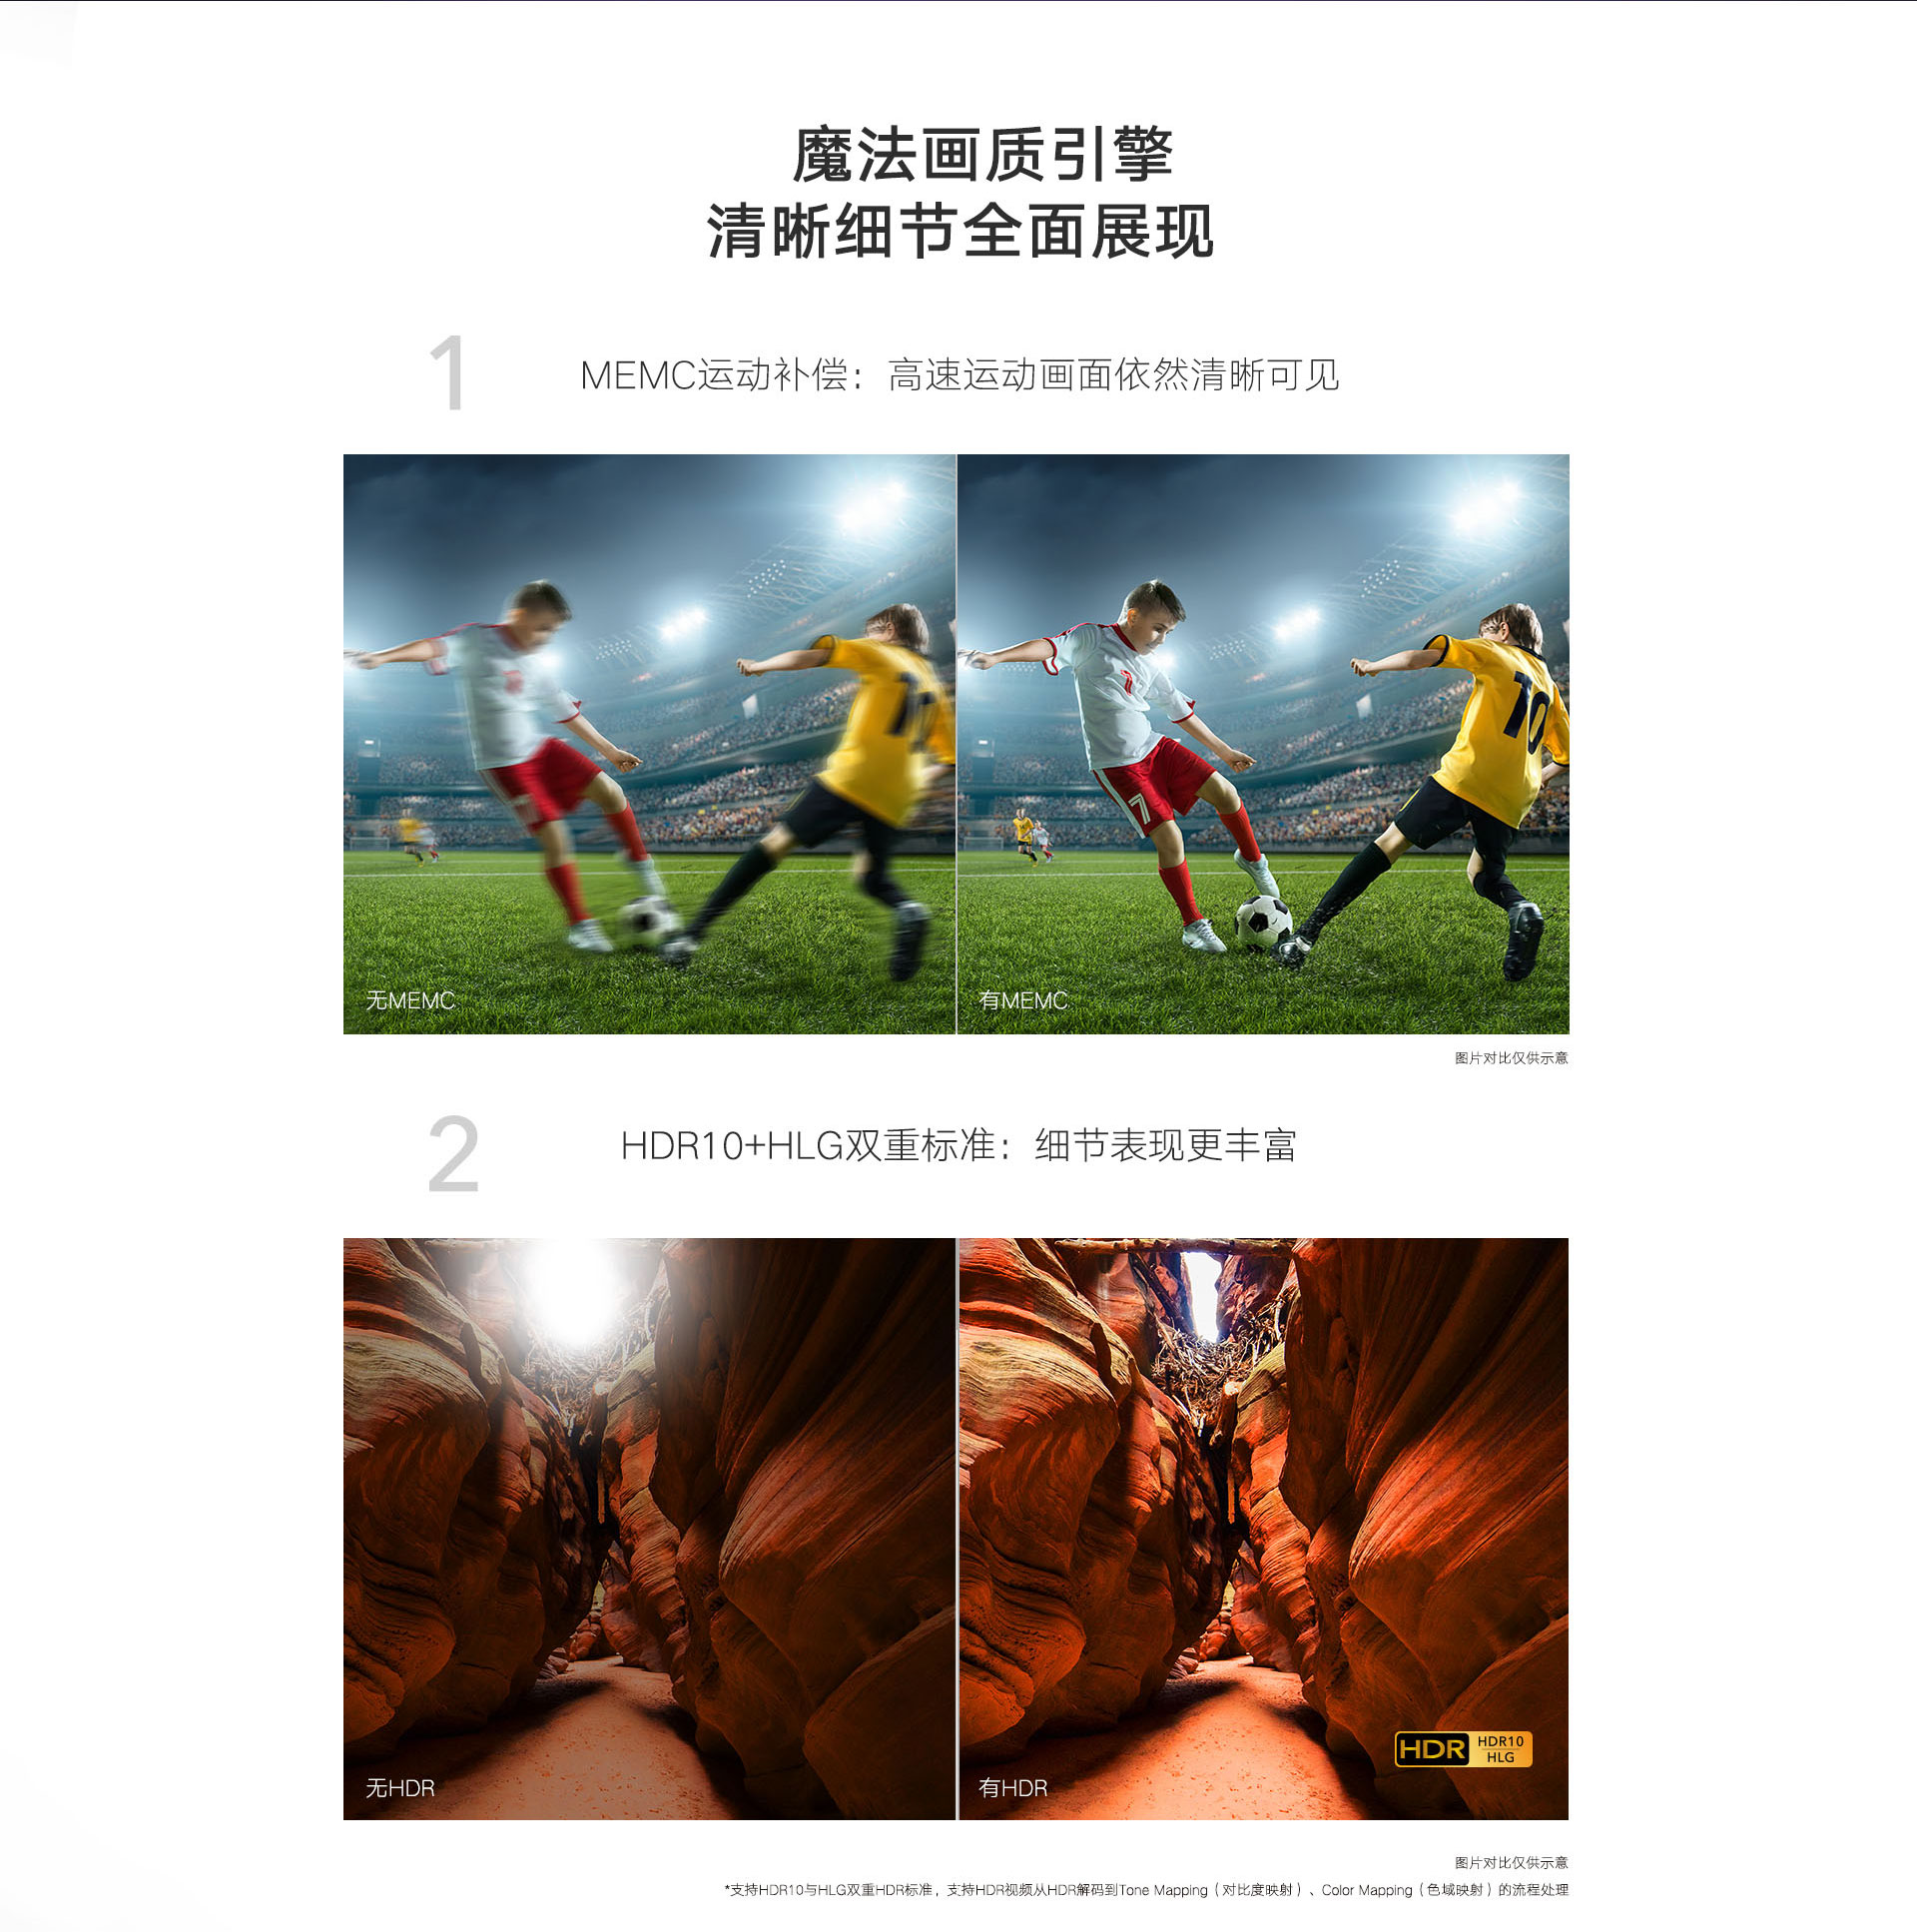 魔法画质引擎
清晰细节全面展现
1
MEMC运动补偿：高速运动画面依然清晰可见
7
7
10
10
无MEMC
有MEMC
图片对比仅供示意
2
HDR10+HLG双重标准：细节表现更丰富
HDR
HDR10
HLG
无HDR
有HDR
图片对比仅供示意
*支持HDR10与HLG双重HDR标准，支持HDR视频从HDR解码到Tone Mapping（对比度映射）、Color Mapping（色域映射）的流程处理